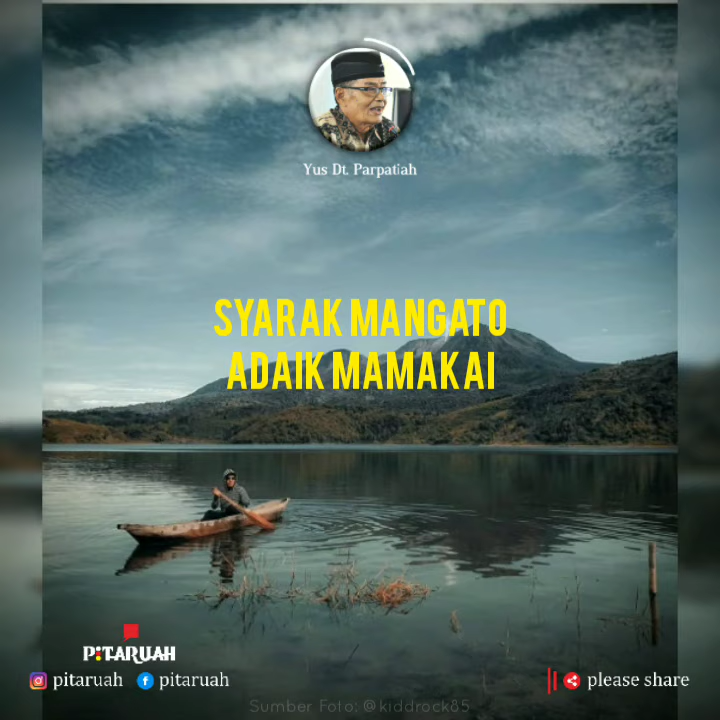 Yus Dt. Parpatiah
SYARAK MANGATO
ADAIK MAMAKAI
PITARUAH
pitaruah pitaruah
please share
Sumber Foto: @kiddrock85